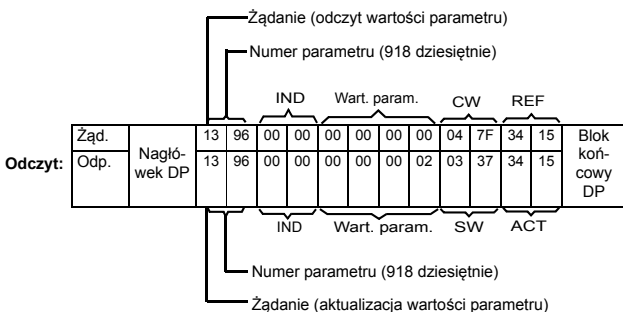 Żądanie (odczyt wartości parametru)
Numer parametru (918 dziesiętnie)
IND Wart. param. CW REF
Odczyt:
Żąd. 13 96 00 00 00 00 00 00 04 7F 34 15
Odp. 13 96 00 00 00 00 00 02 03 37 34 15
Nagłó-
wek DP
Blok
koń-
cowy
DP
IND Wart. param. SW ACT
Numer parametru (918 dziesiętnie)
Żądanie (aktualizacja wartości parametru)